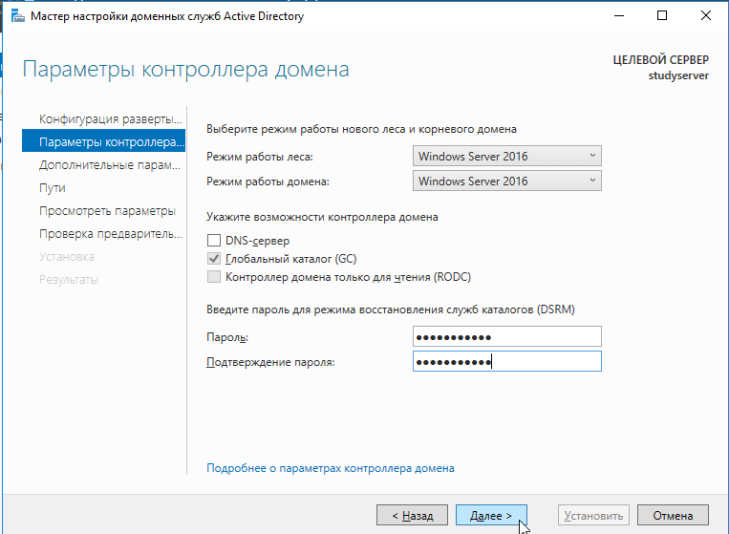 Мастер настройки доменных служб Active Directory
Параметры контроллера домена
ЦЕЛЕВОЙ СЕРВЕР
studyserver
Конфигурация разверты...
Параметры контроллера...
Дополнительные парам...
Пути
Просмотреть параметры
Проверка предваритель...
Установка
Результаты
Выберите режим работы нового леса и корневого домена
Режим работы леса: Windows Server 2016
Режим работы домена: Windows Server 2016
Укажите возможности контроллера домена
DNS-сервер
Глобальный каталог (GC)
Контроллер домена только для чтения (RODC)
Введите пароль для режима восстановления служб каталогов (DSRM)
Пароль: ●●●●●●●●●●●
Подтверждение пароля: ●●●●●●●●●●●
Подробнее о параметрах контроллера домена
< Назад Далее > Установить Отмена